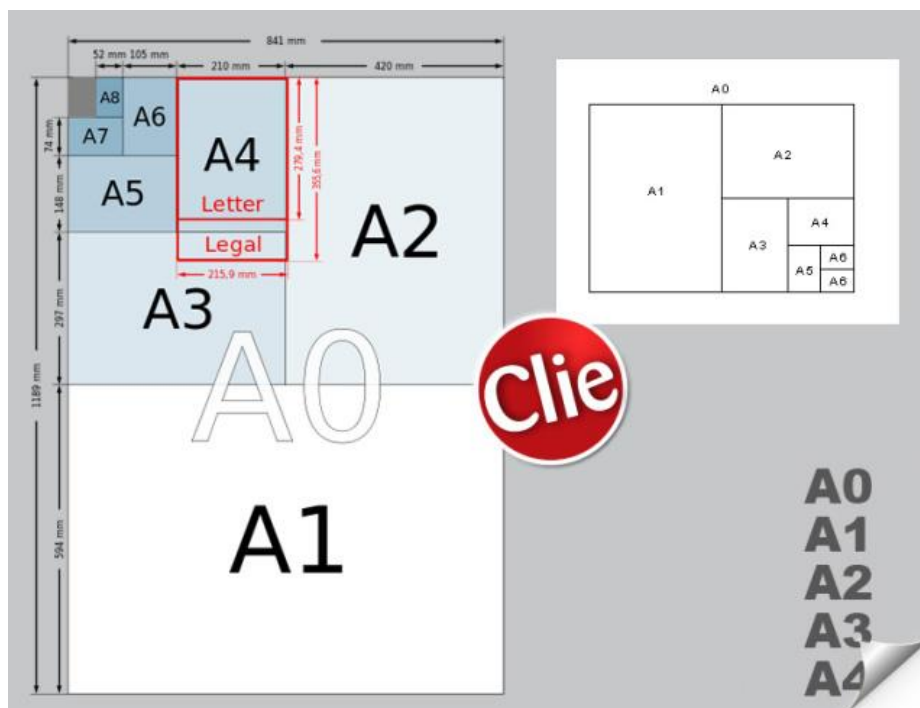 841 mm
52 mm 105 mm
210 mm
420 mm
A8
A6
A7
A5
A4
Letter
Legal
A2
A3
A0
A1
74 mm
148 mm
297 mm
594 mm
1189 mm
279,4 mm
355,6 mm
215,9 mm
A0
A1
A2
A3
A4
A5
A6
A6
Clie
A0
A1
A2
A3
A4